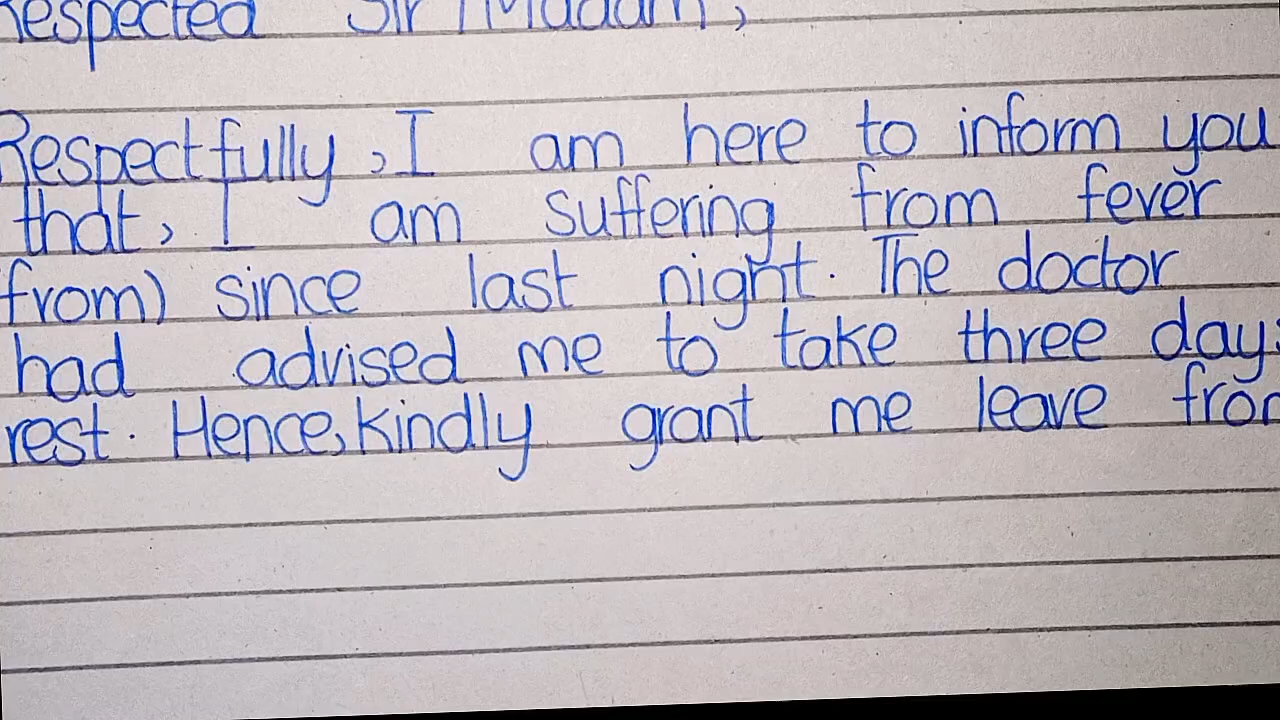 Respected Sir / Madam,
Respectfully, I am here to inform you
that, I am suffering from fever
from) since last night. The doctor
had advised me to take three days
rest. Hence, kindly grant me leave from